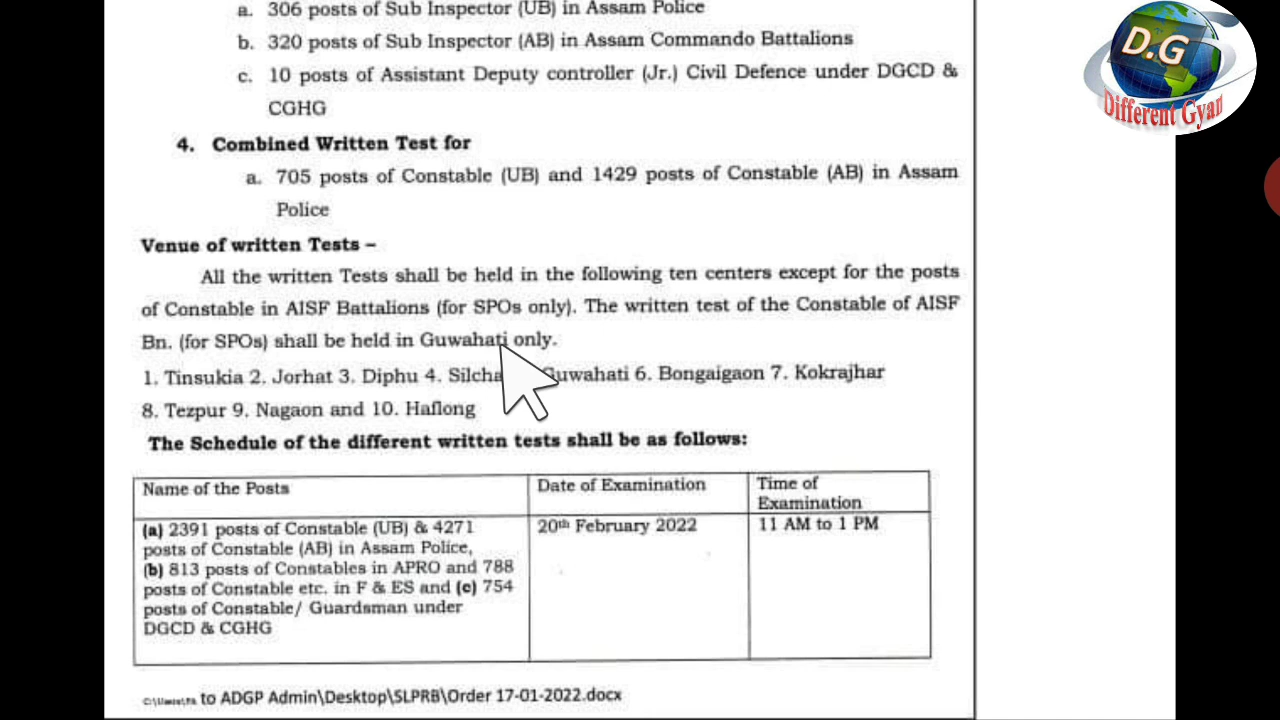 a. 306 posts of Sub Inspector (UB) in Assam Police
b. 320 posts of Sub Inspector (AB) in Assam Commando Battalions
c. 10 posts of Assistant Deputy controller (Jr.) Civil Defence under DGCD &
CGHG
4. Combined Written Test for
a. 705 posts of Constable (UB) and 1429 posts of Constable (AB) in Assam
Police
Venue of written Tests –
All the written Tests shall be held in the following ten centers except for the posts
of Constable in AISF Battalions (for SPOs only). The written test of the Constable of AISF
Bn. (for SPOs) shall be held in Guwahati only.
1. Tinsukia 2. Jorhat 3. Diphu 4. Silcha Guwahati 6. Bongaigaon 7. Kokrajhar
8. Tezpur 9. Nagaon and 10. Haflong
The Schedule of the different written tests shall be as follows:
Name of the Posts
Date of Examination
Time of
Examination
(a) 2391 posts of Constable (UB) & 4271
posts of Constable (AB) in Assam Police,
(b) 813 posts of Constables in APRO and 788
posts of Constable etc. in F & ES and (c) 754
posts of Constable/ Guardsman under
DGCD & CGHG
20th February 2022
11 AM to 1 PM
to ADGP Admin\Desktop\SLPRB\Order 17-01-2022.docx
D.G
Different Gyan